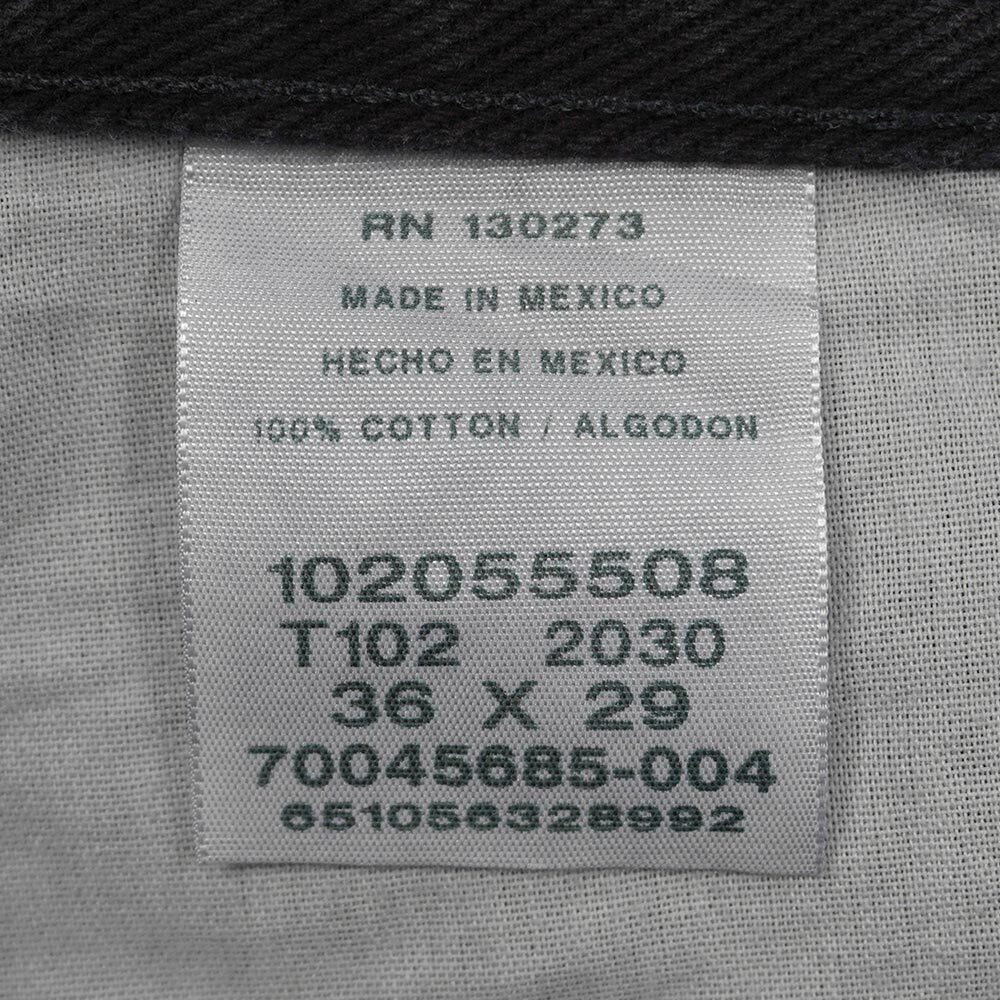 RN 130273
MADE IN MEXICO
HECHO EN MEXICO
100% COTTON / ALGODON
102055508
T102 2030
36 X 29
70045685-004
651056328992